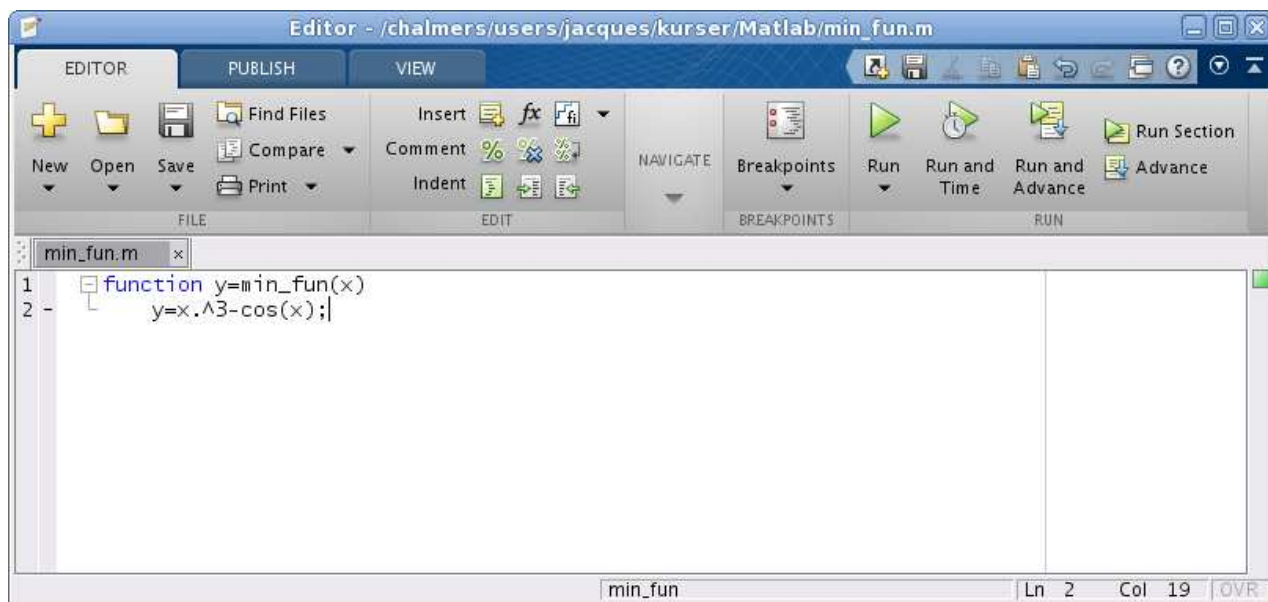 Editor - /chalmers/users/jacques/kurser/Matlab/min_fun.m
EDITOR PUBLISH VIEW
New Open Save Find Files Compare Print
FILE
Insert fx fi
Comment % %
Indent
EDIT
NAVIGATE
Breakpoints
BREAKPOINTS
Run Run and Time Run and Advance Run Section Advance
RUN
min_fun.m
1 function y=min_fun(x)
2 - y=x.^3-cos(x);
min_fun Ln 2 Col 19 OVR